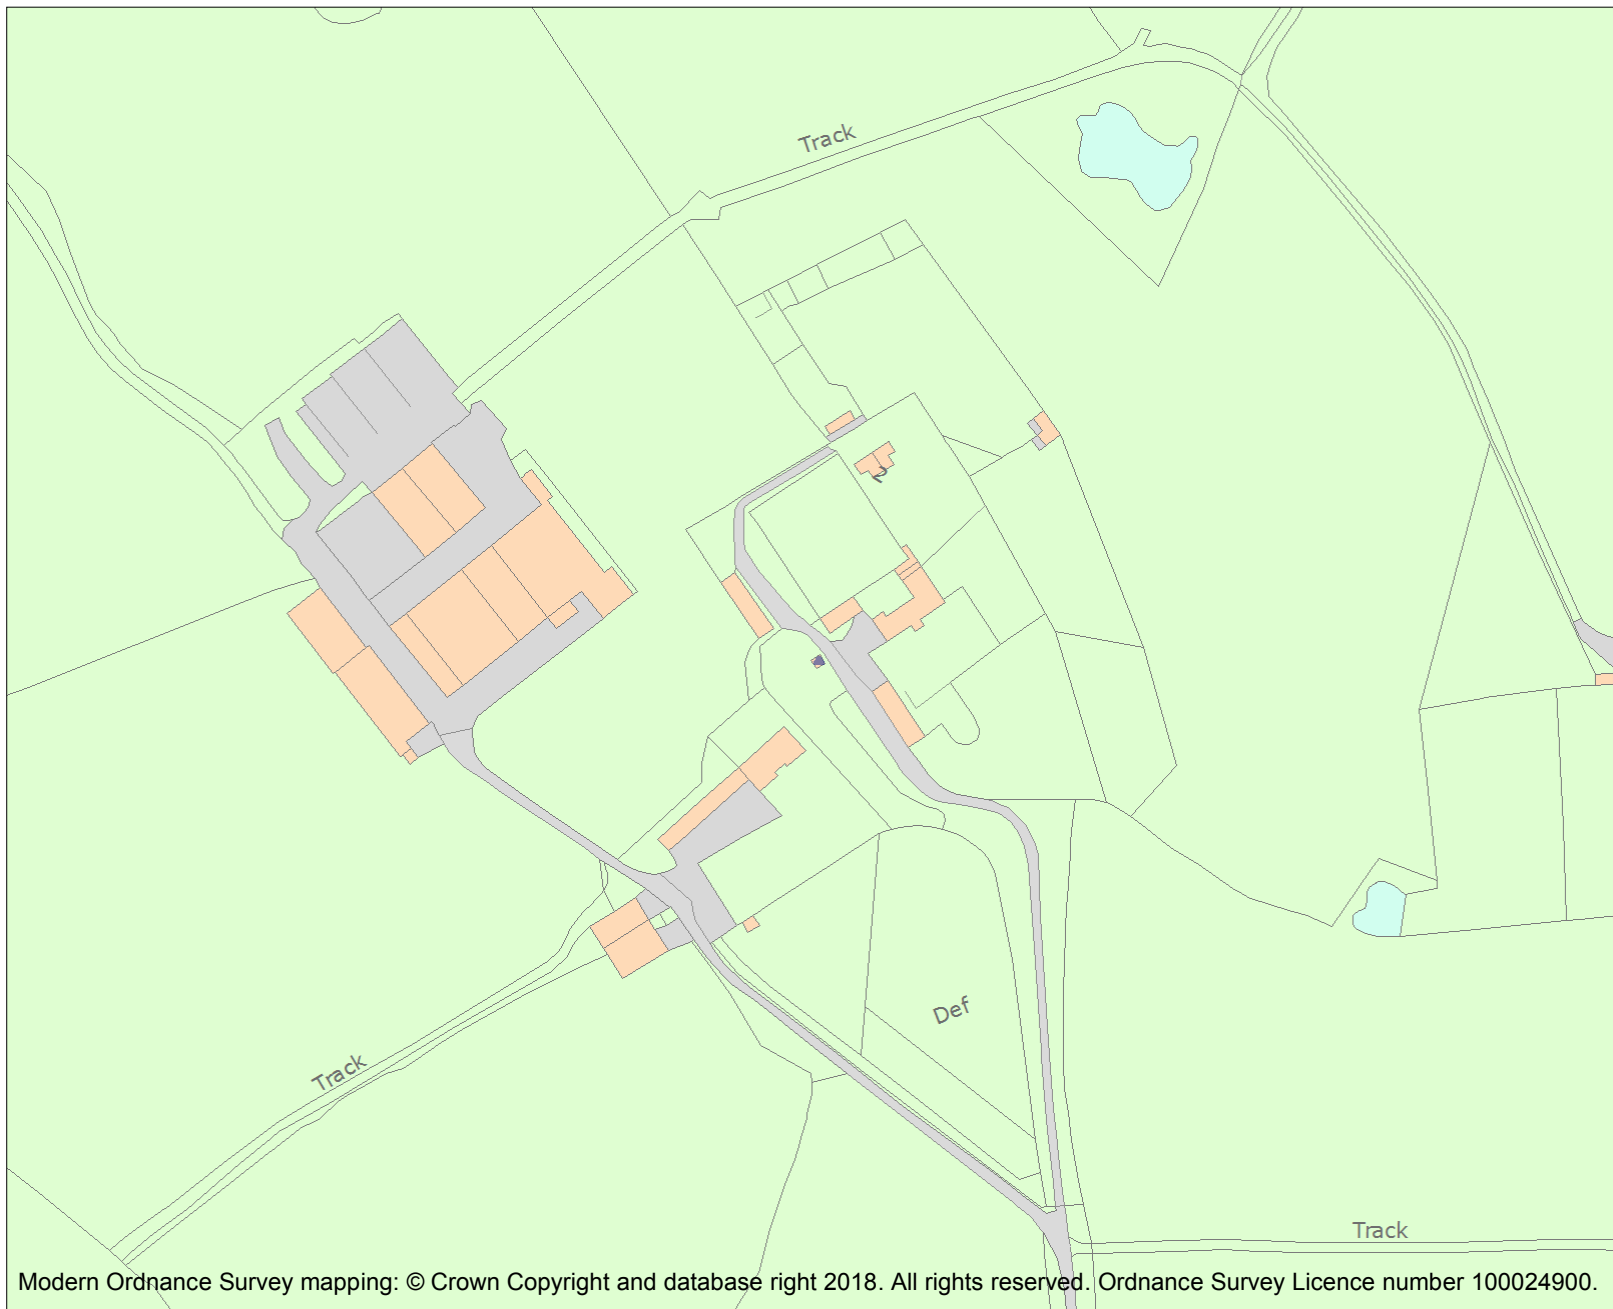 Track
2
Def
Track
Track
Modern Ordnance Survey mapping: © Crown Copyright and database right 2018. All rights reserved. Ordnance Survey Licence number 100024900.